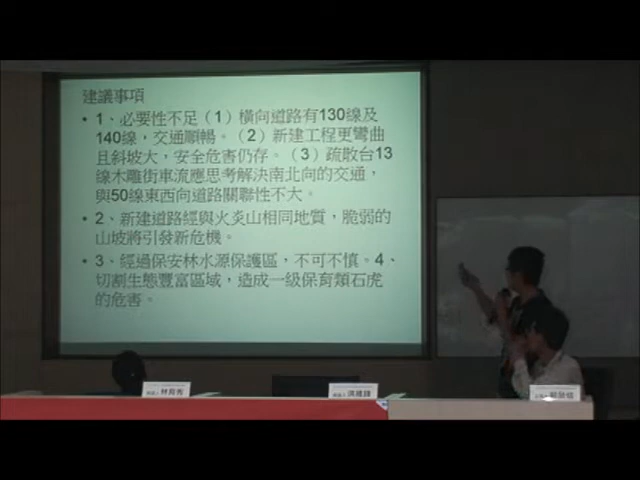 建議事項
• 1、必要性不足（1）橫向道路有130線及
140線，交通順暢。（2）新建工程更彎曲
且斜坡大，安全危害仍存。（3）疏散台13
線木雕街車流應思考解決南北向的交通，
與50線東西向道路關聯性不大。
• 2、新建道路經與火炎山相同地質，脆弱的
山坡將引發新危機。
• 3、經過保安林水源保護區，不可不慎。4、
切割生態豐富區域，造成一級保育類石虎
的危害。